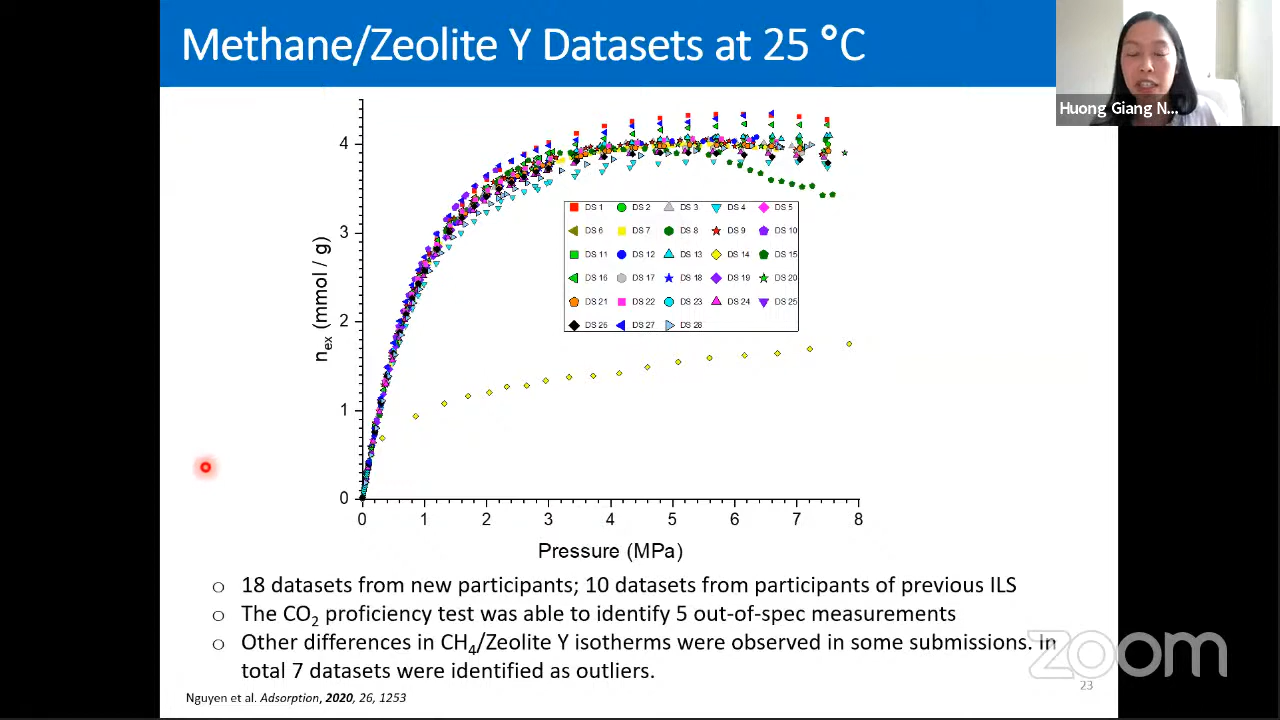 Methane/Zeolite Y Datasets at 25 °C
Huong Giang N...
4
3
2
1
0
n_ex (mmol / g)
DS 1 DS 2 DS 3 DS 4 DS 5
DS 6 DS 7 DS 8 DS 9 DS 10
DS 11 DS 12 DS 13 DS 14 DS 15
DS 16 DS 17 DS 18 DS 19 DS 20
DS 21 DS 22 DS 23 DS 24 DS 25
DS 26 DS 27 DS 28
0 1 2 3 4 5 6 7 8
Pressure (MPa)
○ 18 datasets from new participants; 10 datasets from participants of previous ILS
○ The CO₂ proficiency test was able to identify 5 out-of-spec measurements
○ Other differences in CH₄/Zeolite Y isotherms were observed in some submissions. In
total 7 datasets were identified as outliers.
zoom
23
Nguyen et al. Adsorption, 2020, 26, 1253